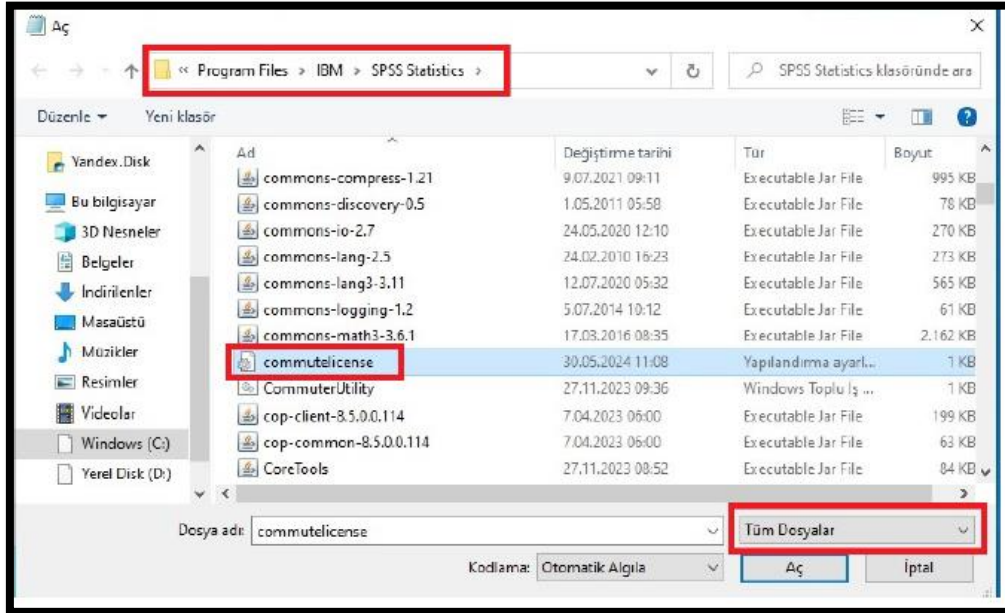 Aç
« Program Files > IBM > SPSS Statistics >
SPSS Statistics klasöründe ara
Düzenle Yeni klasör
Yandex.Disk
Bu bilgisayar
3D Nesneler
Belgeler
İndirilenler
Masaüstü
Müzikler
Resimler
Videolar
Windows (C:)
Yerel Disk (D:)
Ad Değiştirme tarihi Tür Boyut
commons-compress-1.21 9.07.2021 09:11 Executable Jar File 995 KB
commons-discovery-0.5 1.05.2011 05:58 Executable Jar File 78 KB
commons-io-2.7 24.05.2020 12:10 Executable Jar File 270 KB
commons-lang-2.5 24.02.2010 16:23 Executable Jar File 273 KB
commons-lang3-3.11 12.07.2020 05:32 Executable Jar File 565 KB
commons-logging-1.2 5.07.2014 10:12 Executable Jar File 61 KB
commons-math3-3.6.1 17.03.2016 08:35 Executable Jar File 2.162 KB
commutelicense 30.05.2024 11:08 Yapılandırma ayarl... 1 KB
CommuterUtility 27.11.2023 09:36 Windows Toplu İş ... 1 KB
cop-client-8.5.0.0.114 7.04.2023 06:00 Executable Jar File 199 KB
cop-common-8.5.0.0.114 7.04.2023 06:00 Executable Jar File 63 KB
CoreTools 27.11.2023 08:52 Executable Jar File 84 KB
Dosya adı: commutelicense Tüm Dosyalar
Kodlama: Otomatik Algıla Aç İptal